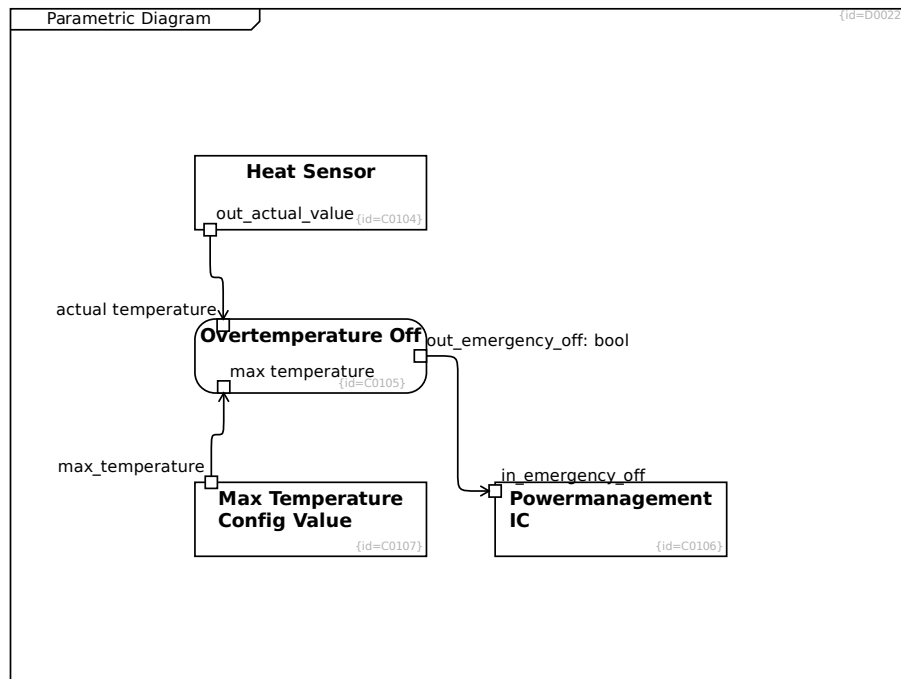 Parametric Diagram
{id=D0022
Heat Sensor
out_actual_value
{id=C0104}
actual temperature
Overtemperature Off
out_emergency_off: bool
max temperature
{id=C0105}
max_temperature
in_emergency_off
Max Temperature
Config Value
{id=C0107}
Powermanagement
IC
{id=C0106}